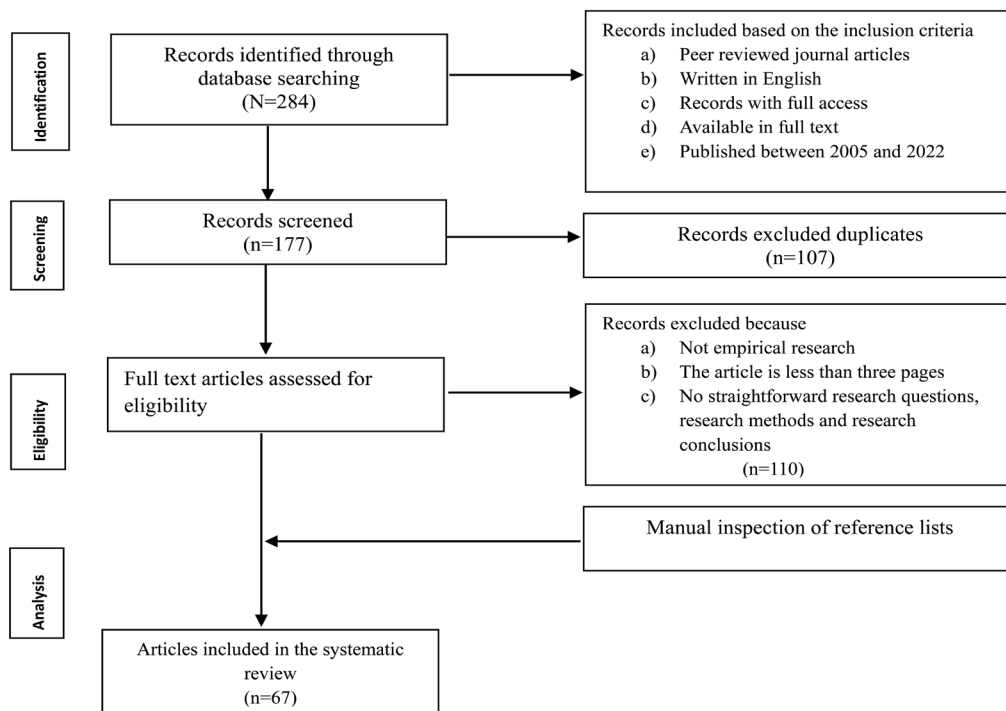 Identification
Records identified through
database searching
(N=284)
Records included based on the inclusion criteria
a) Peer reviewed journal articles
b) Written in English
c) Records with full access
d) Available in full text
e) Published between 2005 and 2022
Screening
Records screened
(n=177)
Records excluded duplicates
(n=107)
Eligibility
Full text articles assessed for
eligibility
Records excluded because
a) Not empirical research
b) The article is less than three pages
c) No straightforward research questions,
research methods and research
conclusions
(n=110)
Manual inspection of reference lists
Analysis
Articles included in the systematic
review
(n=67)